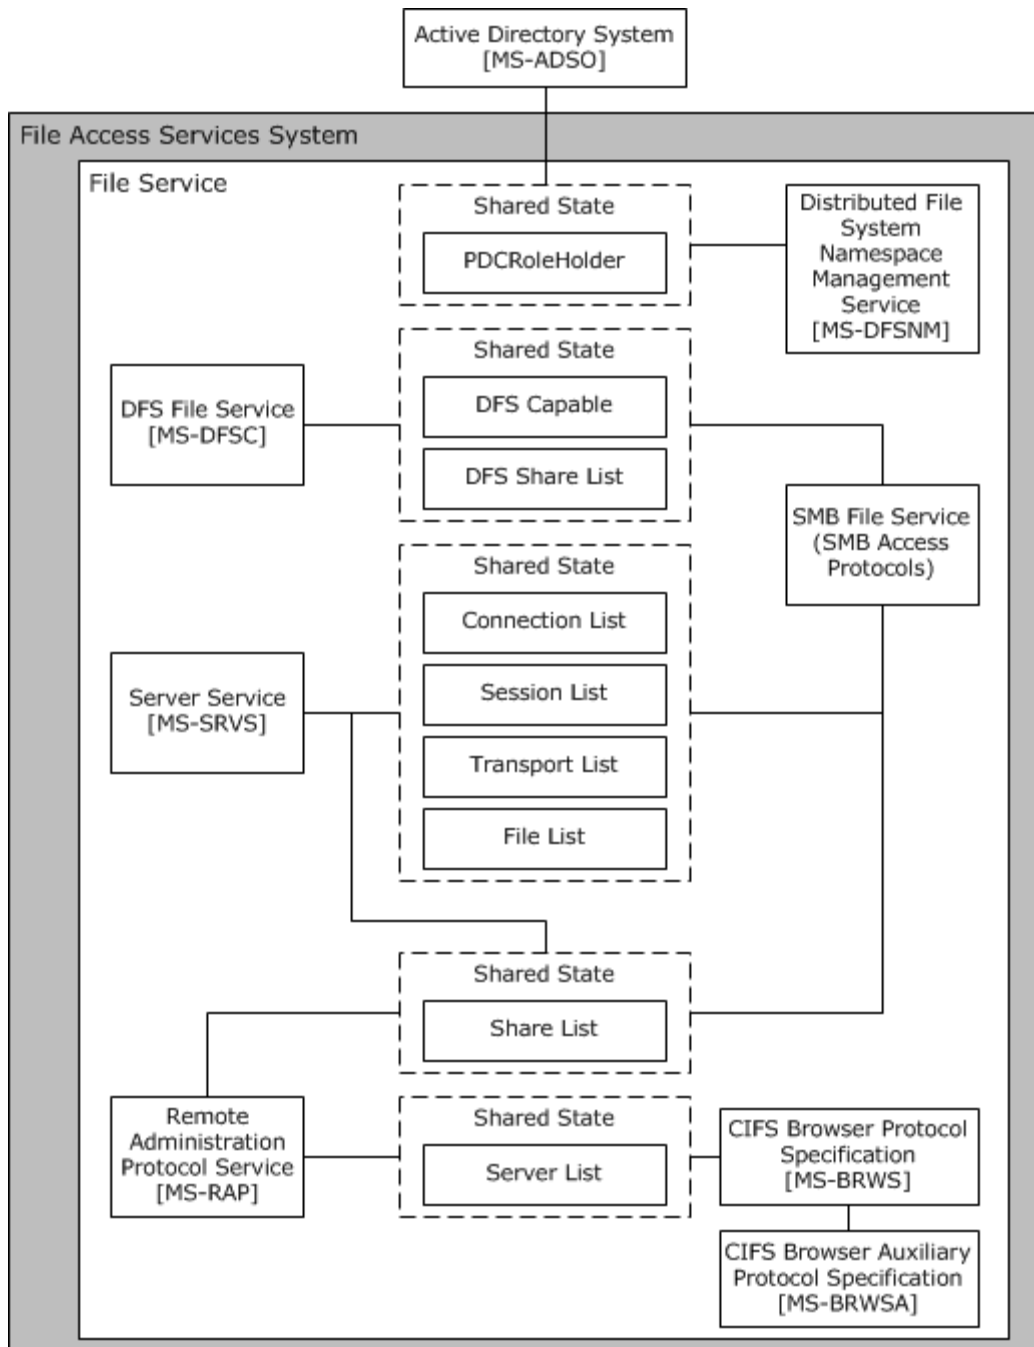 Active Directory System
[MS-ADSO]
File Access Services System
File Service
Shared State
PDCRoleHolder
Distributed File
System
Namespace
Management
Service
[MS-DFSNM]
Shared State
DFS Capable
DFS Share List
DFS File Service
[MS-DFSC]
SMB File Service
(SMB Access
Protocols)
Shared State
Connection List
Session List
Transport List
File List
Server Service
[MS-SRVS]
Shared State
Share List
Remote
Administration
Protocol Service
[MS-RAP]
Shared State
Server List
CIFS Browser Protocol
Specification
[MS-BRWS]
CIFS Browser Auxiliary
Protocol Specification
[MS-BRWSA]